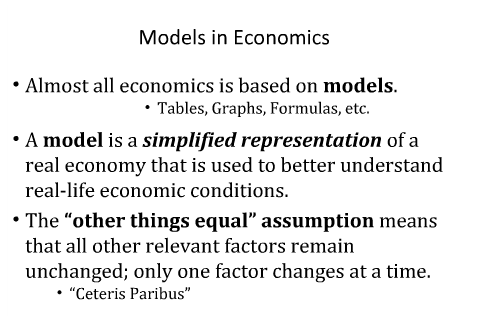 Models in Economics
• Almost all economics is based on models.
• Tables, Graphs, Formulas, etc.
• A model is a simplified representation of a
real economy that is used to better understand
real-life economic conditions.
• The “other things equal” assumption means
that all other relevant factors remain
unchanged; only one factor changes at a time.
• “Ceteris Paribus”